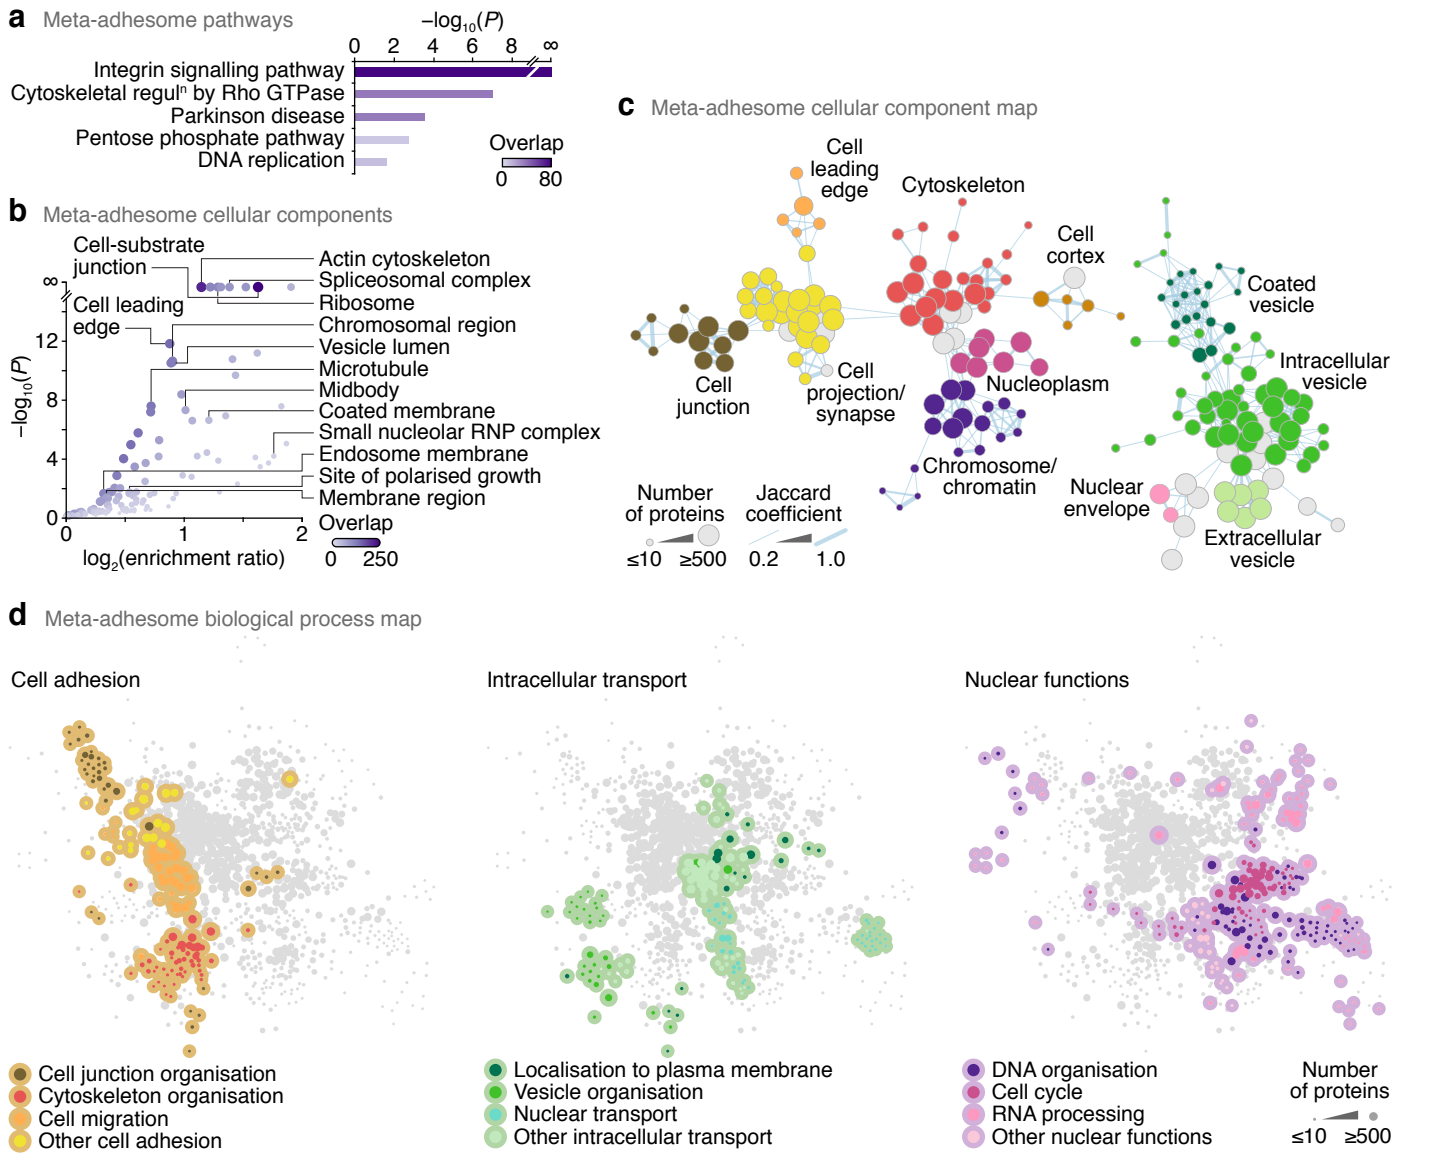 a Meta-adhesome pathways
−log10(P)
0 2 4 6 8 ∞
Integrin signalling pathway
Cytoskeletal regulⁿ by Rho GTPase
Parkinson disease
Pentose phosphate pathway
DNA replication
Overlap
0 80
b Meta-adhesome cellular components
Cell-substrate
junction
Cell leading
edge
Actin cytoskeleton
Spliceosomal complex
Ribosome
Chromosomal region
Vesicle lumen
Microtubule
Midbody
Coated membrane
Small nucleolar RNP complex
Endosome membrane
Site of polarised growth
Membrane region
∞
12
8
4
0
−log10(P)
0 1 2
log2(enrichment ratio)
Overlap
0 250
c Meta-adhesome cellular component map
Cell
leading
edge
Cytoskeleton
Cell
cortex
Coated
vesicle
Cell
junction
Cell
projection/
synapse
Nucleoplasm
Intracellular
vesicle
Chromosome/
chromatin
Nuclear
envelope
Extracellular
vesicle
Number
of proteins
≤10 ≥500
Jaccard
coefficient
0.2 1.0
d Meta-adhesome biological process map
Cell adhesion
Cell junction organisation
Cytoskeleton organisation
Cell migration
Other cell adhesion
Intracellular transport
Localisation to plasma membrane
Vesicle organisation
Nuclear transport
Other intracellular transport
Nuclear functions
DNA organisation
Cell cycle
RNA processing
Other nuclear functions
Number
of proteins
≤10 ≥500